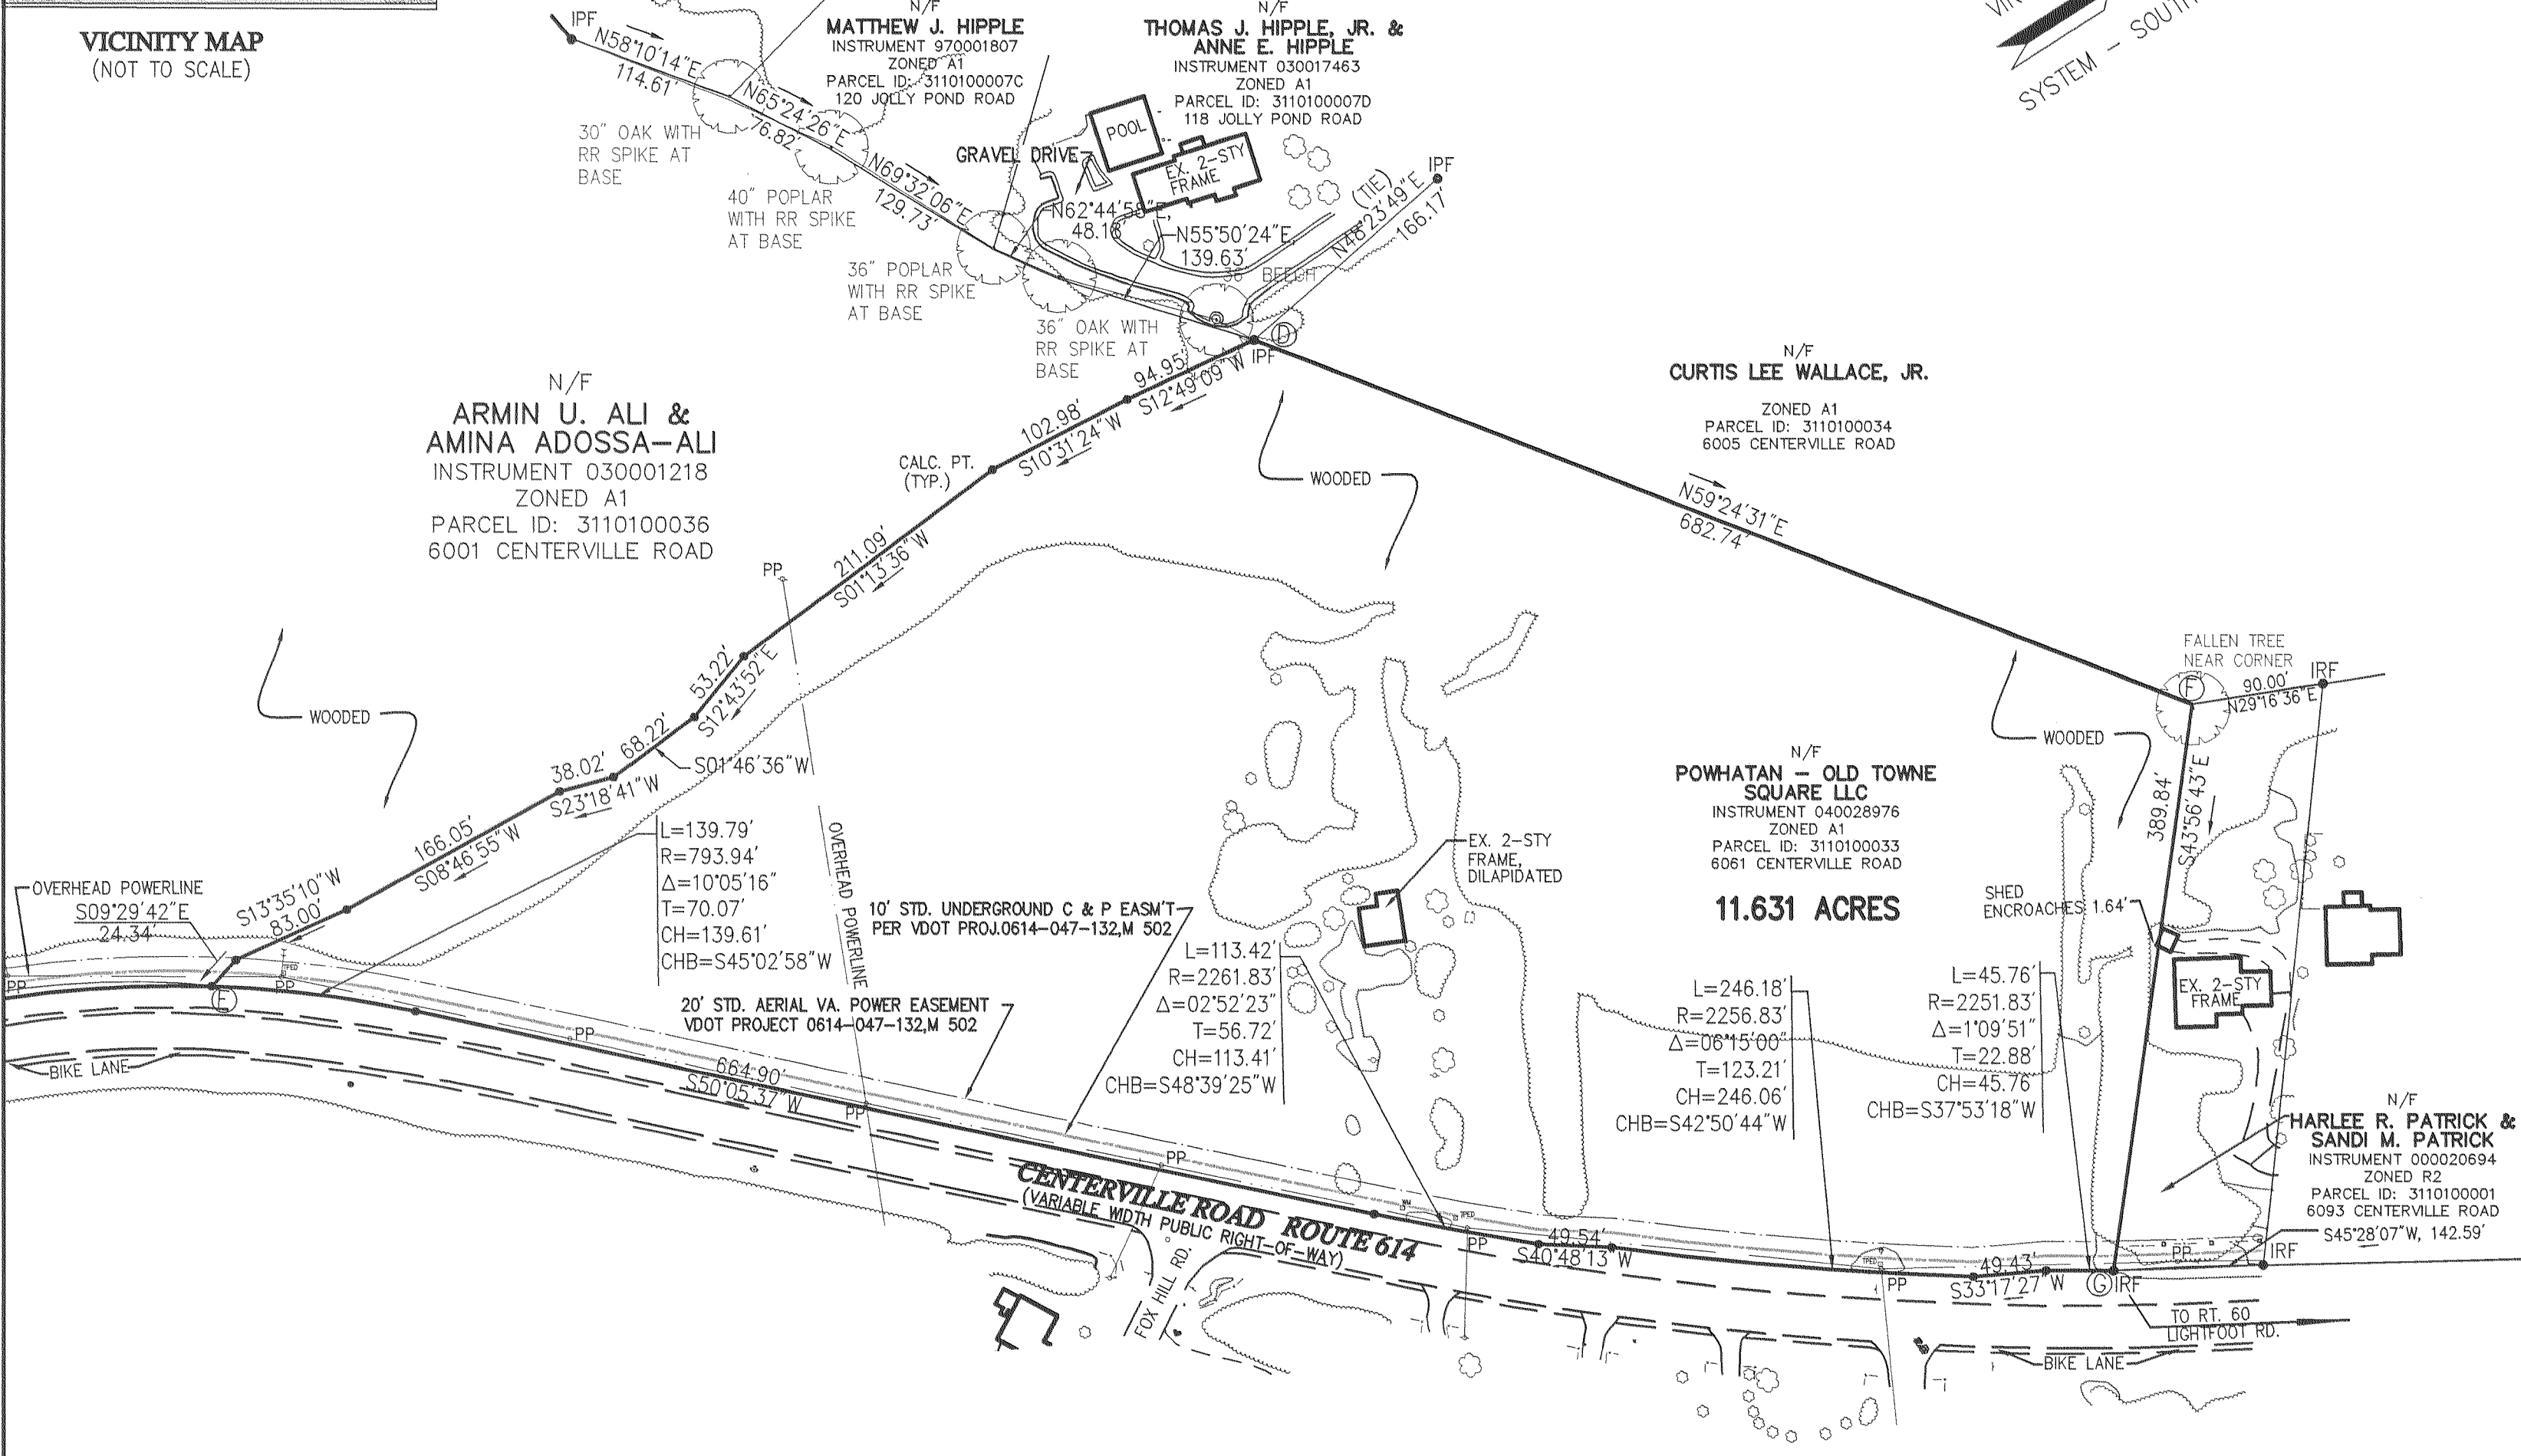 VICINITY MAP
(NOT TO SCALE)
IPF
N58°10'14"E
114.61'
N65°24'26"E
76.82'
N69°32'06"E
129.73'
30" OAK WITH
RR SPIKE AT
BASE
40" POPLAR
WITH RR SPIKE
AT BASE
36" POPLAR
WITH RR SPIKE
AT BASE
36" OAK WITH
RR SPIKE AT
BASE
N/F
MATTHEW J. HIPPLE
INSTRUMENT 970001807
ZONED A1
PARCEL ID: 3110100007C
120 JOLLY POND ROAD
N/F
THOMAS J. HIPPLE, JR. &
ANNE E. HIPPLE
INSTRUMENT 030017463
ZONED A1
PARCEL ID: 3110100007D
118 JOLLY POND ROAD
POOL
GRAVEL DRIVE
EX. 2-STY
FRAME
N62°44'58"E,
48.18'
N55°50'24"E,
139.63'
36" BEECH
IPF
(TIE)
N48°23'49"E
166.17'
SYSTEM - SOUTH
D
IPF
94.95'
S12°49'09"W
102.98'
S10°31'24"W
CALC. PT.
(TYP.)
211.09'
S01°13'36"W
PP
53.22'
S12°43'52"E
68.22'
S01°46'36"W
38.02'
S23°18'41"W
166.05'
S08°46'55"W
S13°35'10"W
83.00'
OVERHEAD POWERLINE
S09°29'42"E
24.34'
N/F
ARMIN U. ALI &
AMINA ADOSSA-ALI
INSTRUMENT 030001218
ZONED A1
PARCEL ID: 3110100036
6001 CENTERVILLE ROAD
WOODED
WOODED
N/F
CURTIS LEE WALLACE, JR.
ZONED A1
PARCEL ID: 3110100034
6005 CENTERVILLE ROAD
N59°24'31"E
682.74'
FALLEN TREE
NEAR CORNER
IRF
F
90.00'
N29°16'36"E
WOODED
389.84'
S43°56'43"E
N/F
POWHATAN - OLD TOWNE
SQUARE LLC
INSTRUMENT 040028976
ZONED A1
PARCEL ID: 3110100033
6061 CENTERVILLE ROAD
11.631 ACRES
SHED
ENCROACHES 1.64'
EX. 2-STY
FRAME
EX. 2-STY
FRAME,
DILAPIDATED
L=139.79'
R=793.94'
Δ=10°05'16"
T=70.07'
CH=139.61'
CHB=S45°02'58"W
OVERHEAD POWERLINE
10' STD. UNDERGROUND C & P EASM'T
PER VDOT PROJ.0614-047-132,M 502
20' STD. AERIAL VA. POWER EASEMENT
VDOT PROJECT 0614-047-132,M 502
L=113.42'
R=2261.83'
Δ=02°52'23"
T=56.72'
CH=113.41'
CHB=S48°39'25"W
L=246.18'
R=2256.83'
Δ=06°15'00"
T=123.21'
CH=246.06'
CHB=S42°50'44"W
L=45.76'
R=2251.83'
Δ=1°09'51"
T=22.88'
CH=45.76'
CHB=S37°53'18"W
N/F
HARLEE R. PATRICK &
SANDI M. PATRICK
INSTRUMENT 000020694
ZONED R2
PARCEL ID: 3110100001
6093 CENTERVILLE ROAD
S45°28'07"W, 142.59'
PP
E
TPED
PP
BIKE LANE
PP
664.90'
S50°05'37"W
PP
PP
CENTERVILLE ROAD ROUTE 614
(VARIABLE WIDTH PUBLIC RIGHT-OF-WAY)
FOX HILL RD.
WM
TPED
PP
49.54'
S40°48'13"W
TPED
PP
49.43'
S33°17'27"W
G
IRF
PP
IRF
TO RT. 60
LIGHTFOOT RD.
BIKE LANE